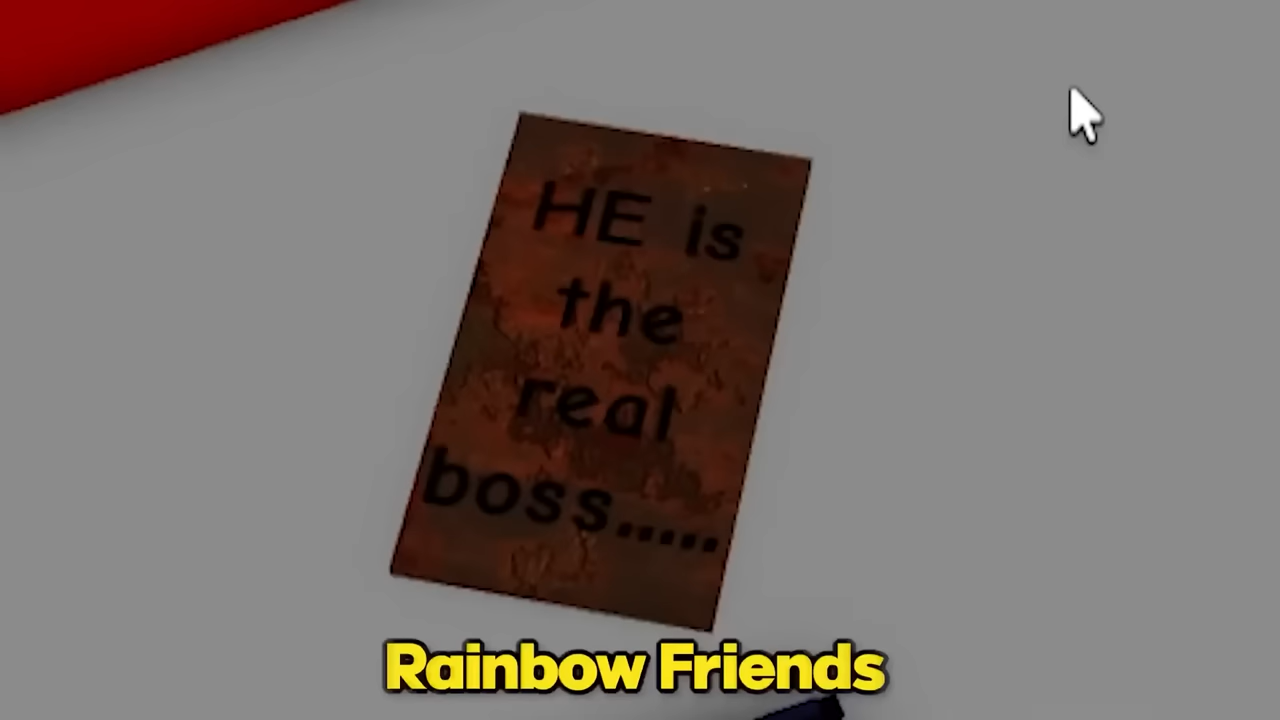 HE is
the
real
boss.....
Rainbow Friends